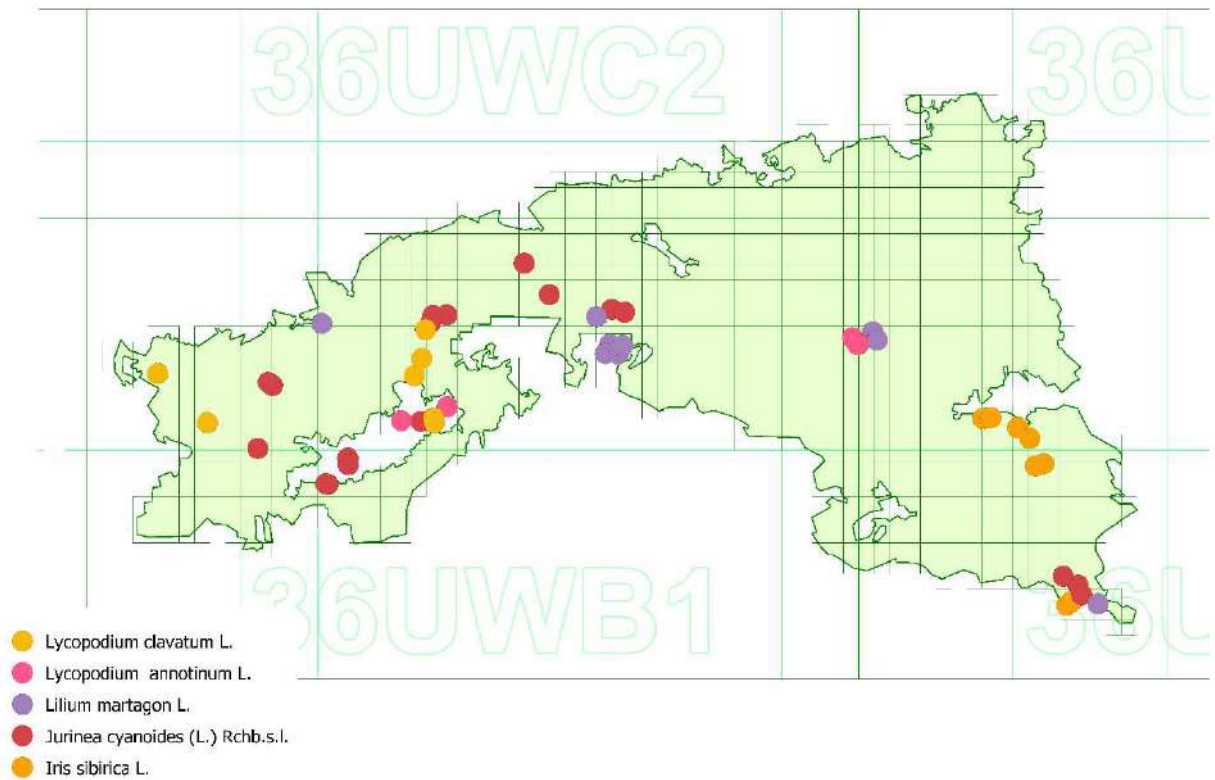 36UWC2
36U
36UWB1
36U
Lycopodium clavatum L.
Lycopodium annotinum L.
Lilium martagon L.
Jurinea cyanoides (L.) Rchb.s.l.
Iris sibirica L.